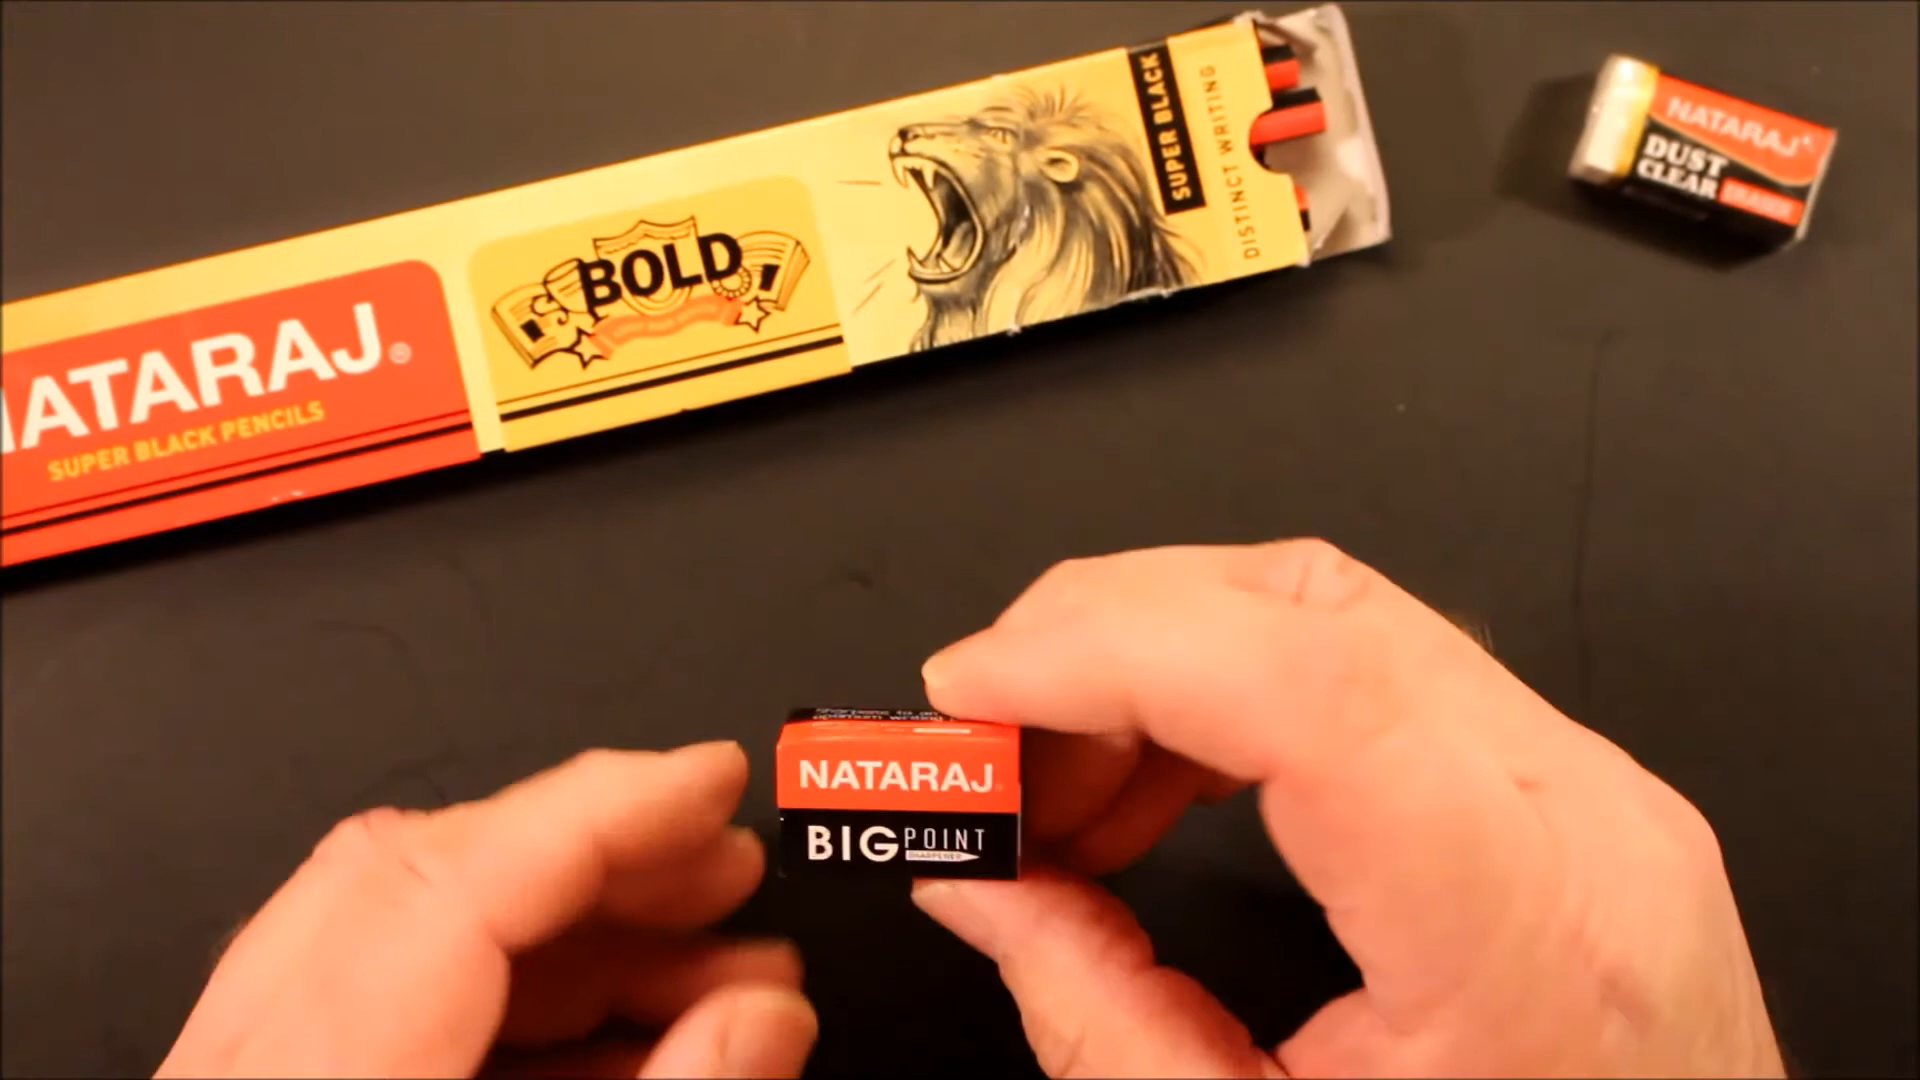 NATARAJ®
SUPER BLACK PENCILS
BOLD
SUPER BLACK
DISTINCT WRITING
NATARAJ
DUST
CLEAR ERASER
NATARAJ
BIG POINT
SHARPENER